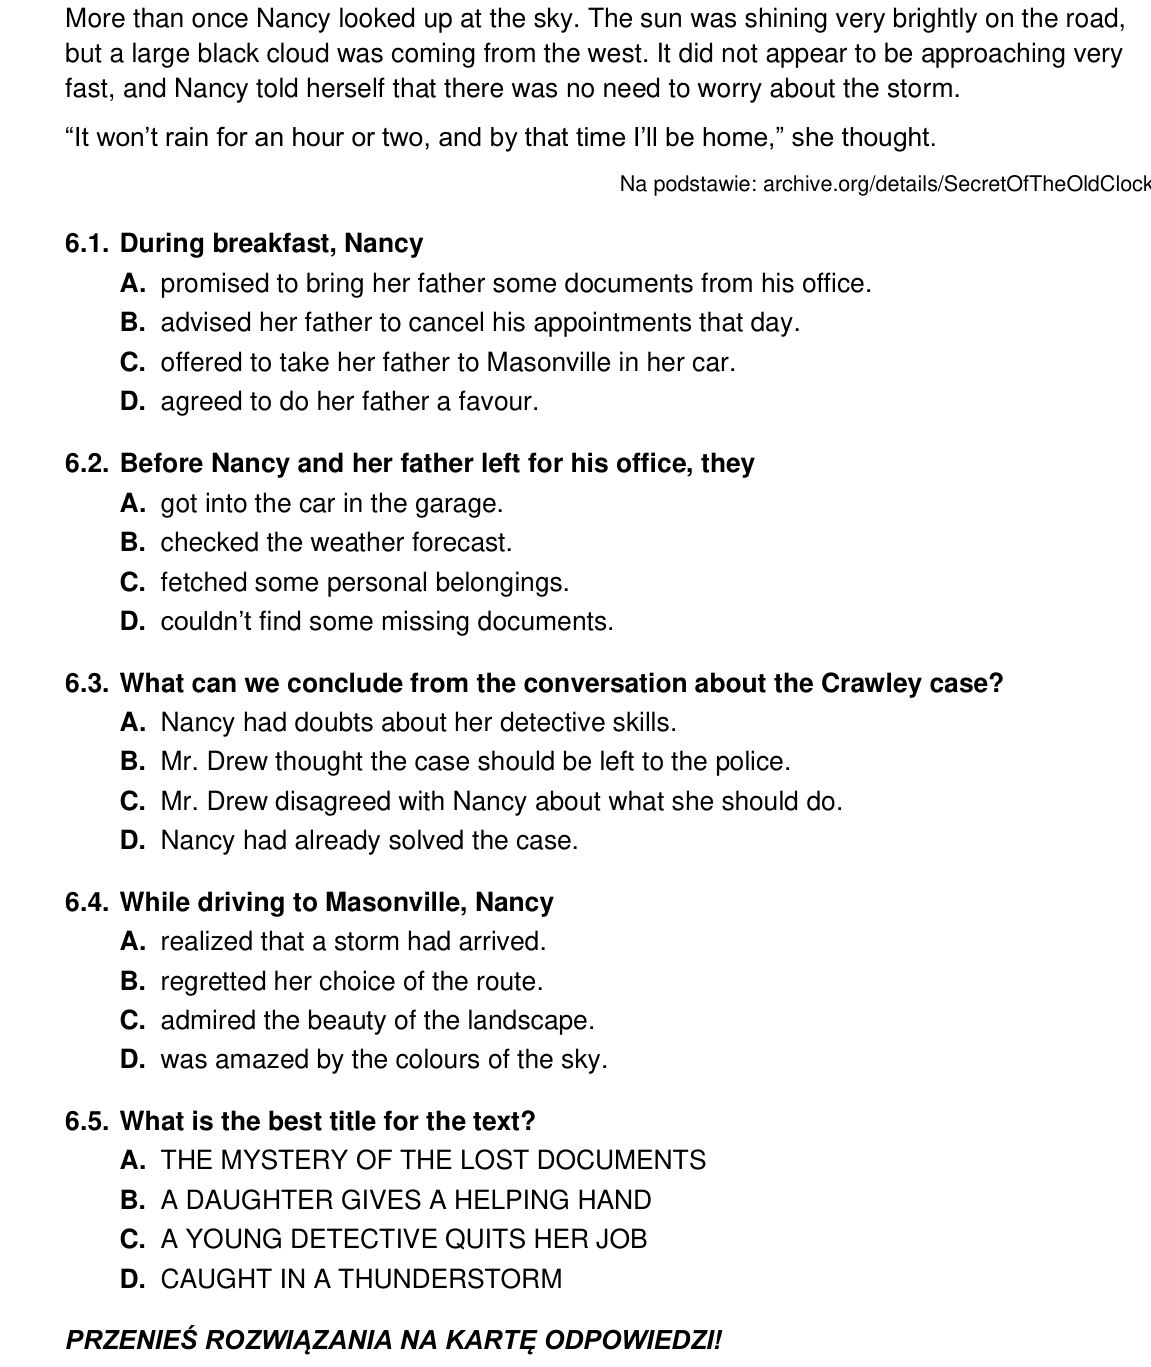 More than once Nancy looked up at the sky. The sun was shining very brightly on the road,
but a large black cloud was coming from the west. It did not appear to be approaching very
fast, and Nancy told herself that there was no need to worry about the storm.
“It won’t rain for an hour or two, and by that time I’ll be home,” she thought.
Na podstawie: archive.org/details/SecretOfTheOldClock
6.1. During breakfast, Nancy
A. promised to bring her father some documents from his office.
B. advised her father to cancel his appointments that day.
C. offered to take her father to Masonville in her car.
D. agreed to do her father a favour.
6.2. Before Nancy and her father left for his office, they
A. got into the car in the garage.
B. checked the weather forecast.
C. fetched some personal belongings.
D. couldn’t find some missing documents.
6.3. What can we conclude from the conversation about the Crawley case?
A. Nancy had doubts about her detective skills.
B. Mr. Drew thought the case should be left to the police.
C. Mr. Drew disagreed with Nancy about what she should do.
D. Nancy had already solved the case.
6.4. While driving to Masonville, Nancy
A. realized that a storm had arrived.
B. regretted her choice of the route.
C. admired the beauty of the landscape.
D. was amazed by the colours of the sky.
6.5. What is the best title for the text?
A. THE MYSTERY OF THE LOST DOCUMENTS
B. A DAUGHTER GIVES A HELPING HAND
C. A YOUNG DETECTIVE QUITS HER JOB
D. CAUGHT IN A THUNDERSTORM
PRZENIEŚ ROZWIĄZANIA NA KARTĘ ODPOWIEDZI!